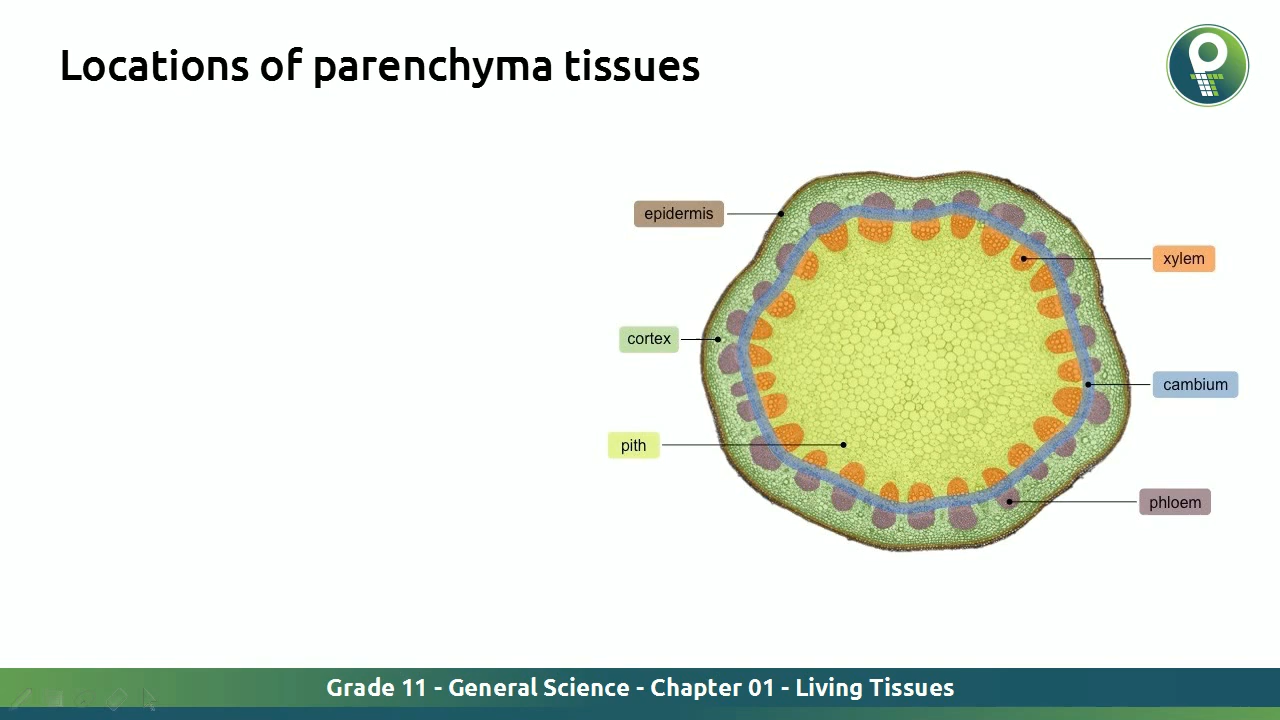 Locations of parenchyma tissues
epidermis
xylem
cortex
cambium
pith
phloem
Grade 11 - General Science - Chapter 01 - Living Tissues